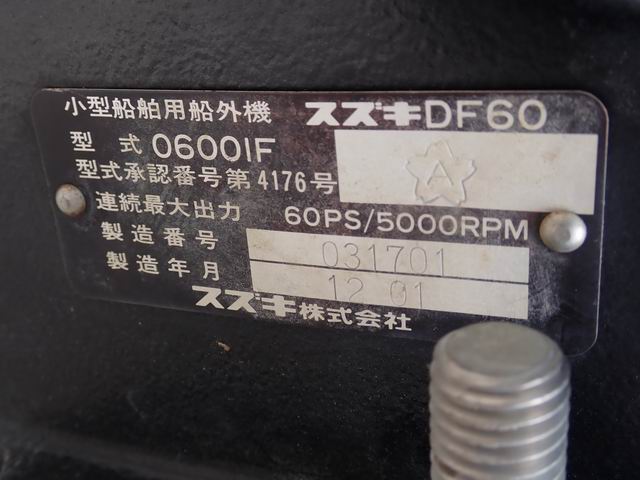 小型船舶用船外機 スズキDF60
型式 06001F
A
型式承認番号第4176号
連続最大出力 60PS/5000RPM
製造番号 031701
製造年月 12 01
スズキ株式会社